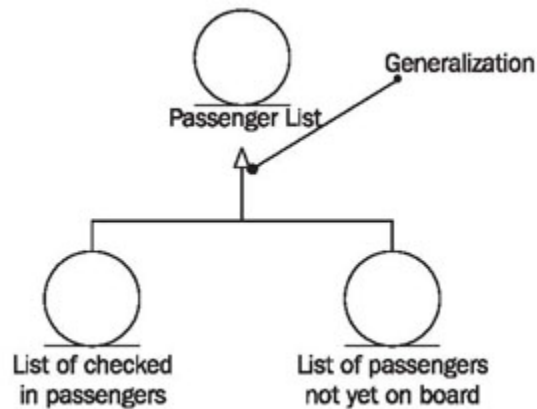 Generalization
Passenger List
List of checked
in passengers
List of passengers
not yet on board